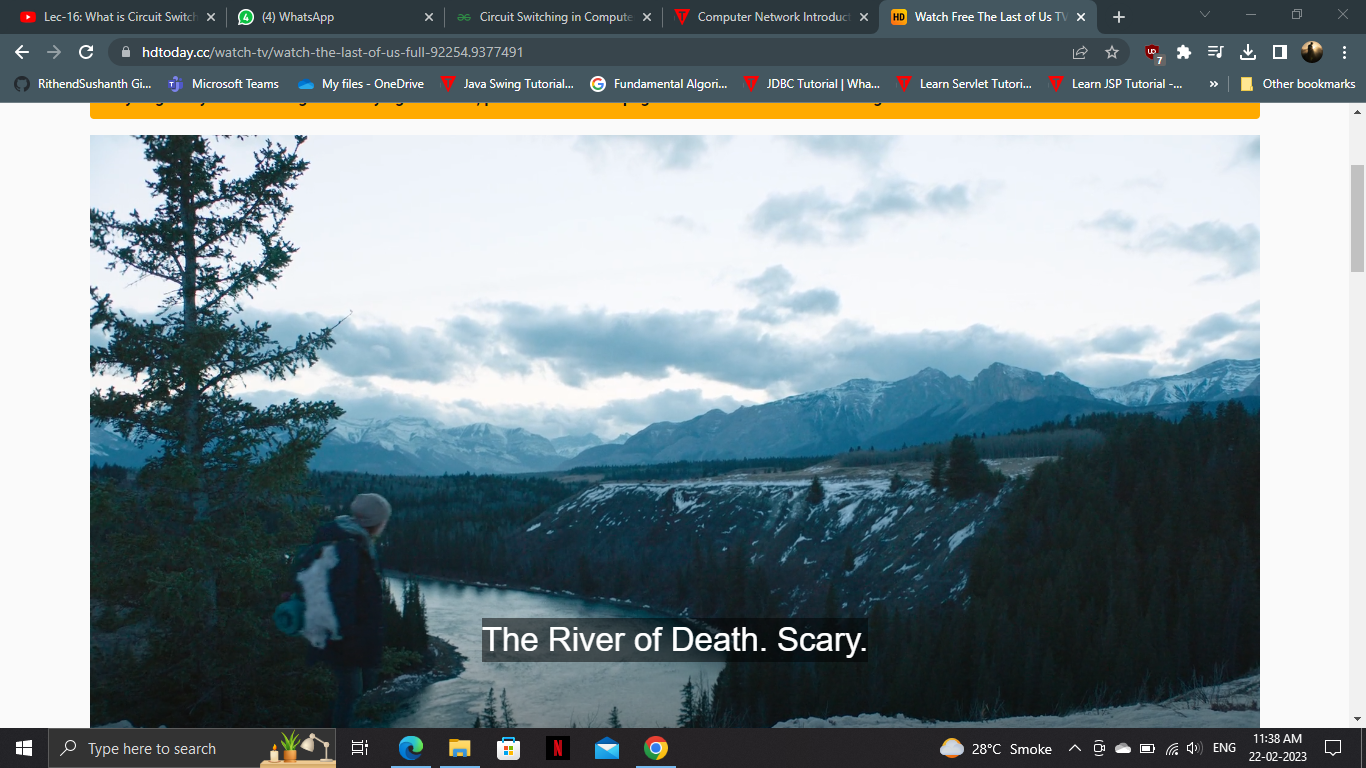 Lec-16: What is Circuit Switch
(4) WhatsApp
Circuit Switching in Compute
Computer Network Introduct
HD
Watch Free The Last of Us TV
hdtoday.cc/watch-tv/watch-the-last-of-us-full-92254.9377491
7
RithendSushanth Gi...
Microsoft Teams
My files - OneDrive
Java Swing Tutorial...
Fundamental Algori...
JDBC Tutorial | Wha...
Learn Servlet Tutori...
Learn JSP Tutorial -...
»
Other bookmarks
The River of Death. Scary.
Type here to search
28°C Smoke
ENG
11:38 AM
22-02-2023